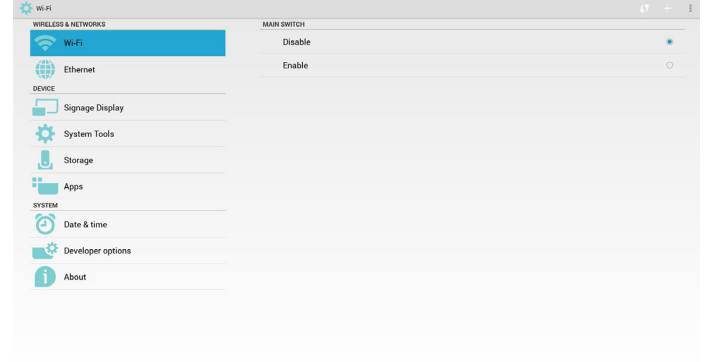 Wi-Fi
WIRELESS & NETWORKS
Wi-Fi
Ethernet
DEVICE
Signage Display
System Tools
Storage
Apps
SYSTEM
Date & time
Developer options
About
MAIN SWITCH
Disable
Enable